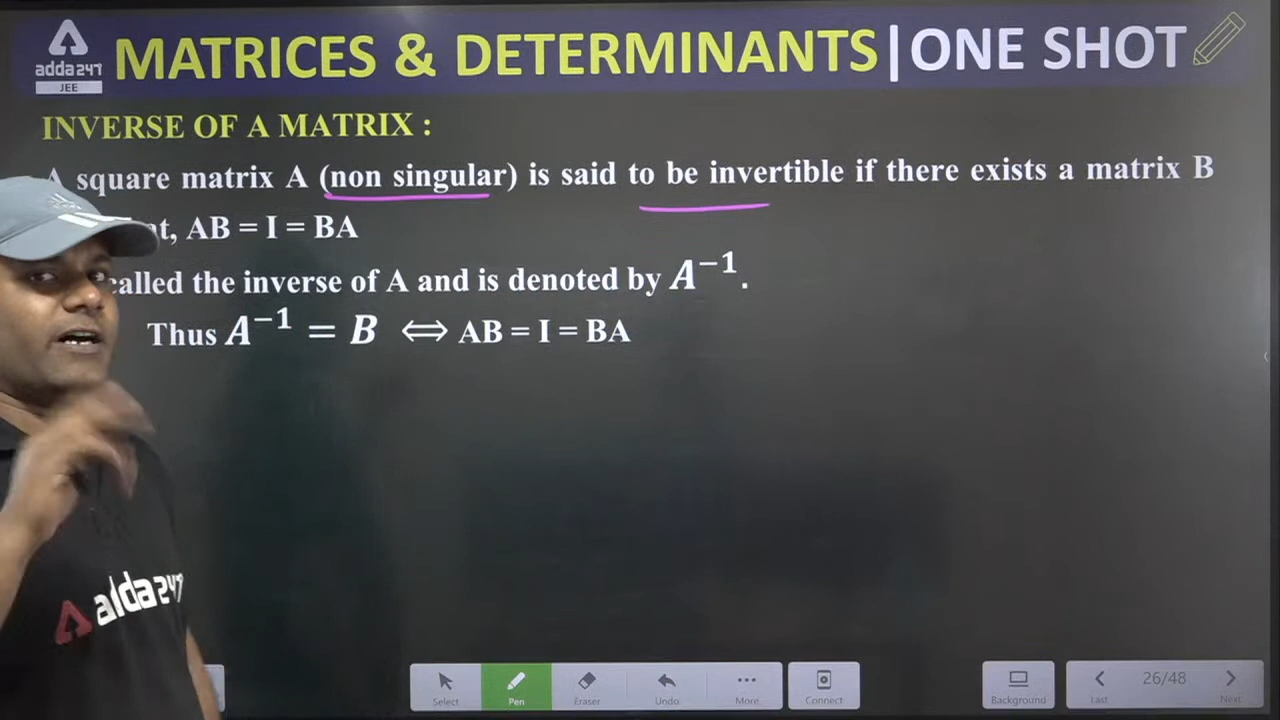 adda247
JEE
MATRICES & DETERMINANTS|ONE SHOT
INVERSE OF A MATRIX :
A square matrix A (non singular) is said to be invertible if there exists a matrix B
AB = I = BA
called the inverse of A and is denoted by A⁻¹.
Thus A⁻¹ = B ⟺ AB = I = BA
adda247
Select Pen Eraser Undo More Connect Background Last 26/48 Next